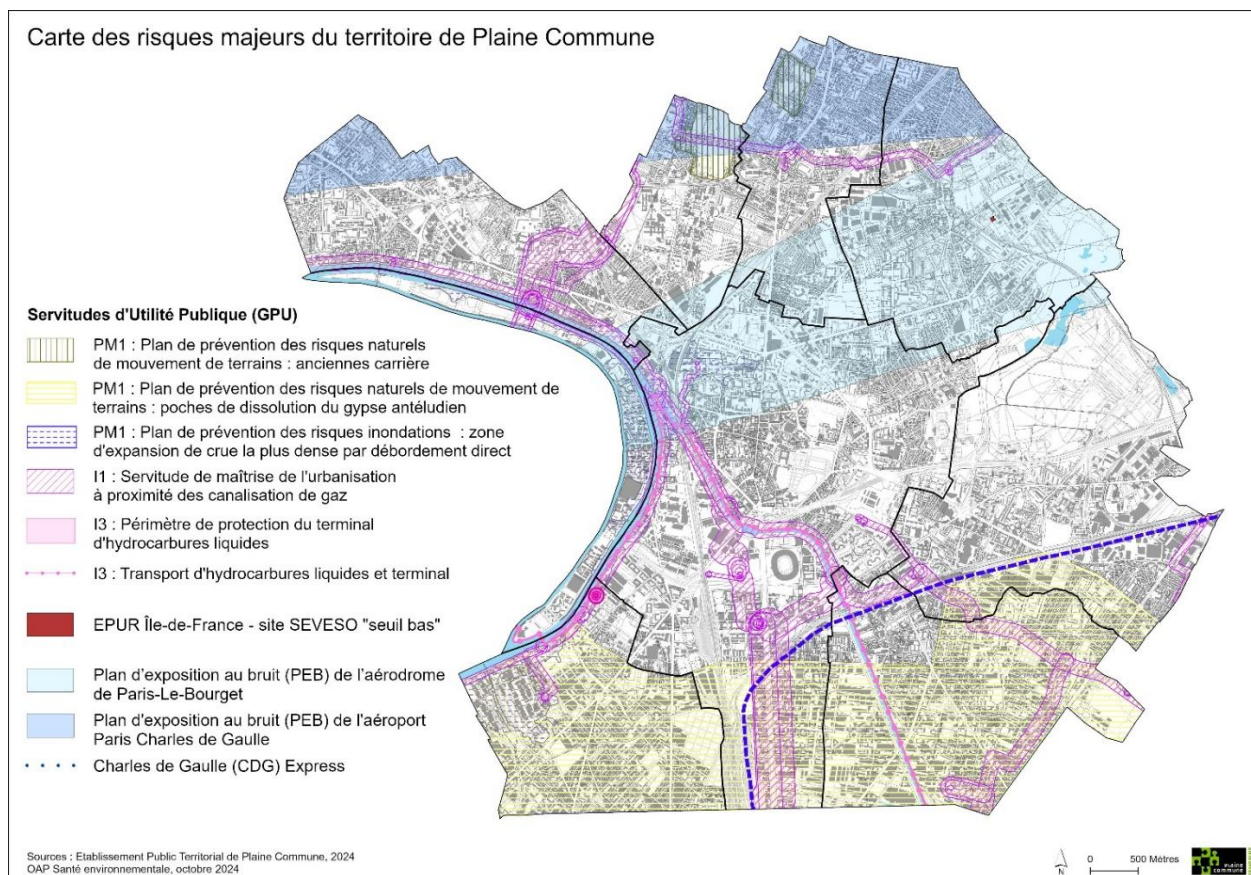 Carte des risques majeurs du territoire de Plaine Commune
Servitudes d'Utilité Publique (GPU)
PM1 : Plan de prévention des risques naturels
de mouvement de terrains : anciennes carrière
PM1 : Plan de prévention des risques naturels de mouvement de
terrains : poches de dissolution du gypse antéludien
PM1 : Plan de prévention des risques inondations : zone
d'expansion de crue la plus dense par débordement direct
I1 : Servitude de maîtrise de l'urbanisation
à proximité des canalisation de gaz
I3 : Périmètre de protection du terminal
d'hydrocarbures liquides
I3 : Transport d'hydrocarbures liquides et terminal
EPUR Île-de-France - site SEVESO "seuil bas"
Plan d'exposition au bruit (PEB) de l'aérodrome
de Paris-Le-Bourget
Plan d'exposition au bruit (PEB) de l'aéroport
Paris Charles de Gaulle
Charles de Gaulle (CDG) Express
Sources : Etablissement Public Territorial de Plaine Commune, 2024
OAP Santé environnementale, octobre 2024
N
0 500 Mètres
plaine
commune